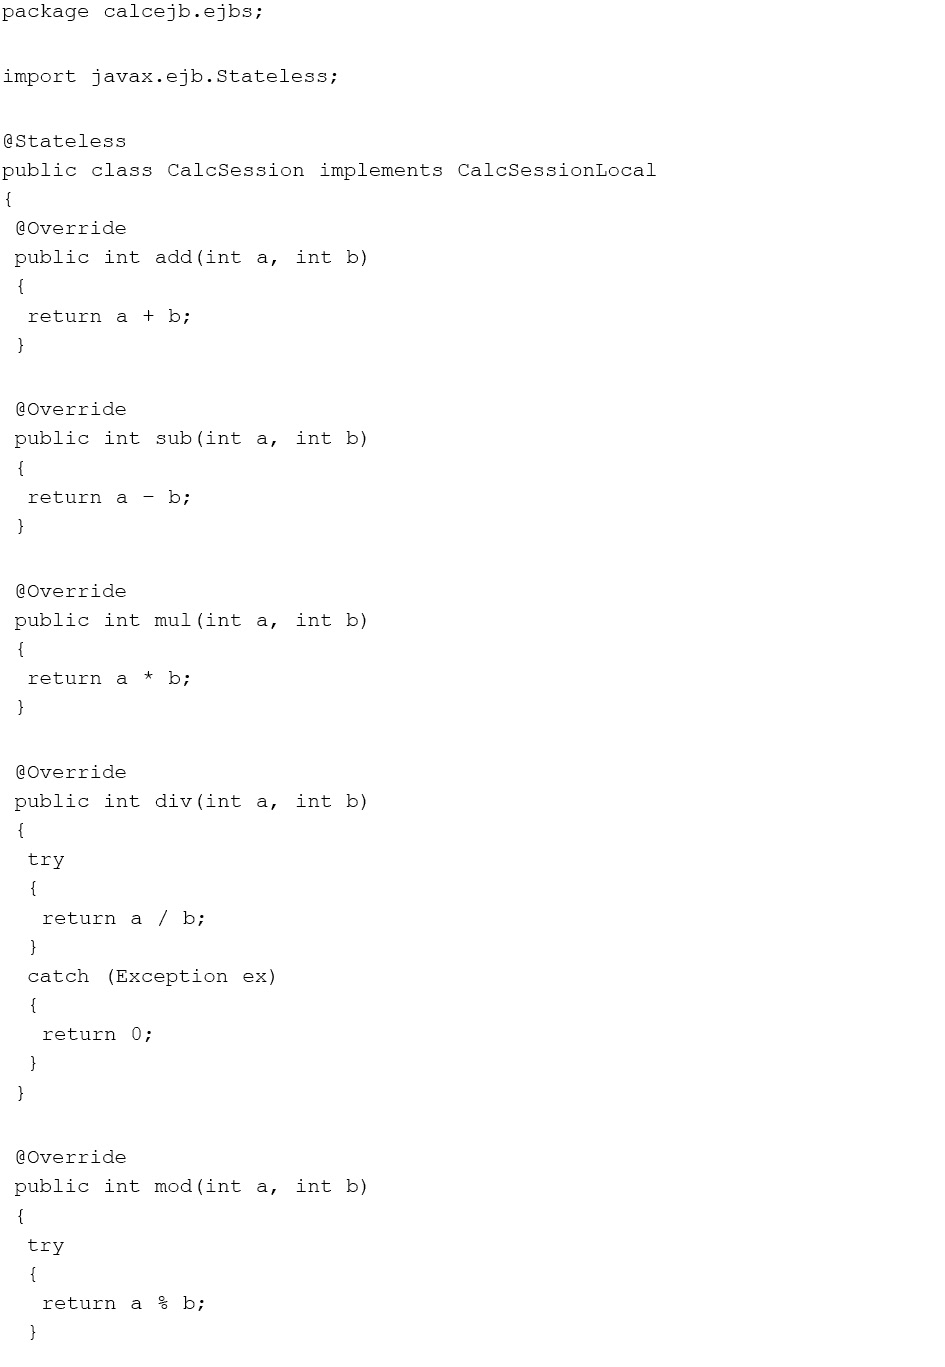 package calcejb.ejbs;
import javax.ejb.Stateless;
@Stateless
public class CalcSession implements CalcSessionLocal
{
@Override
public int add(int a, int b)
{
return a + b;
}
@Override
public int sub(int a, int b)
{
return a - b;
}
@Override
public int mul(int a, int b)
{
return a * b;
}
@Override
public int div(int a, int b)
{
try
{
return a / b;
}
catch (Exception ex)
{
return 0;
}
}
@Override
public int mod(int a, int b)
{
try
{
return a % b;
}